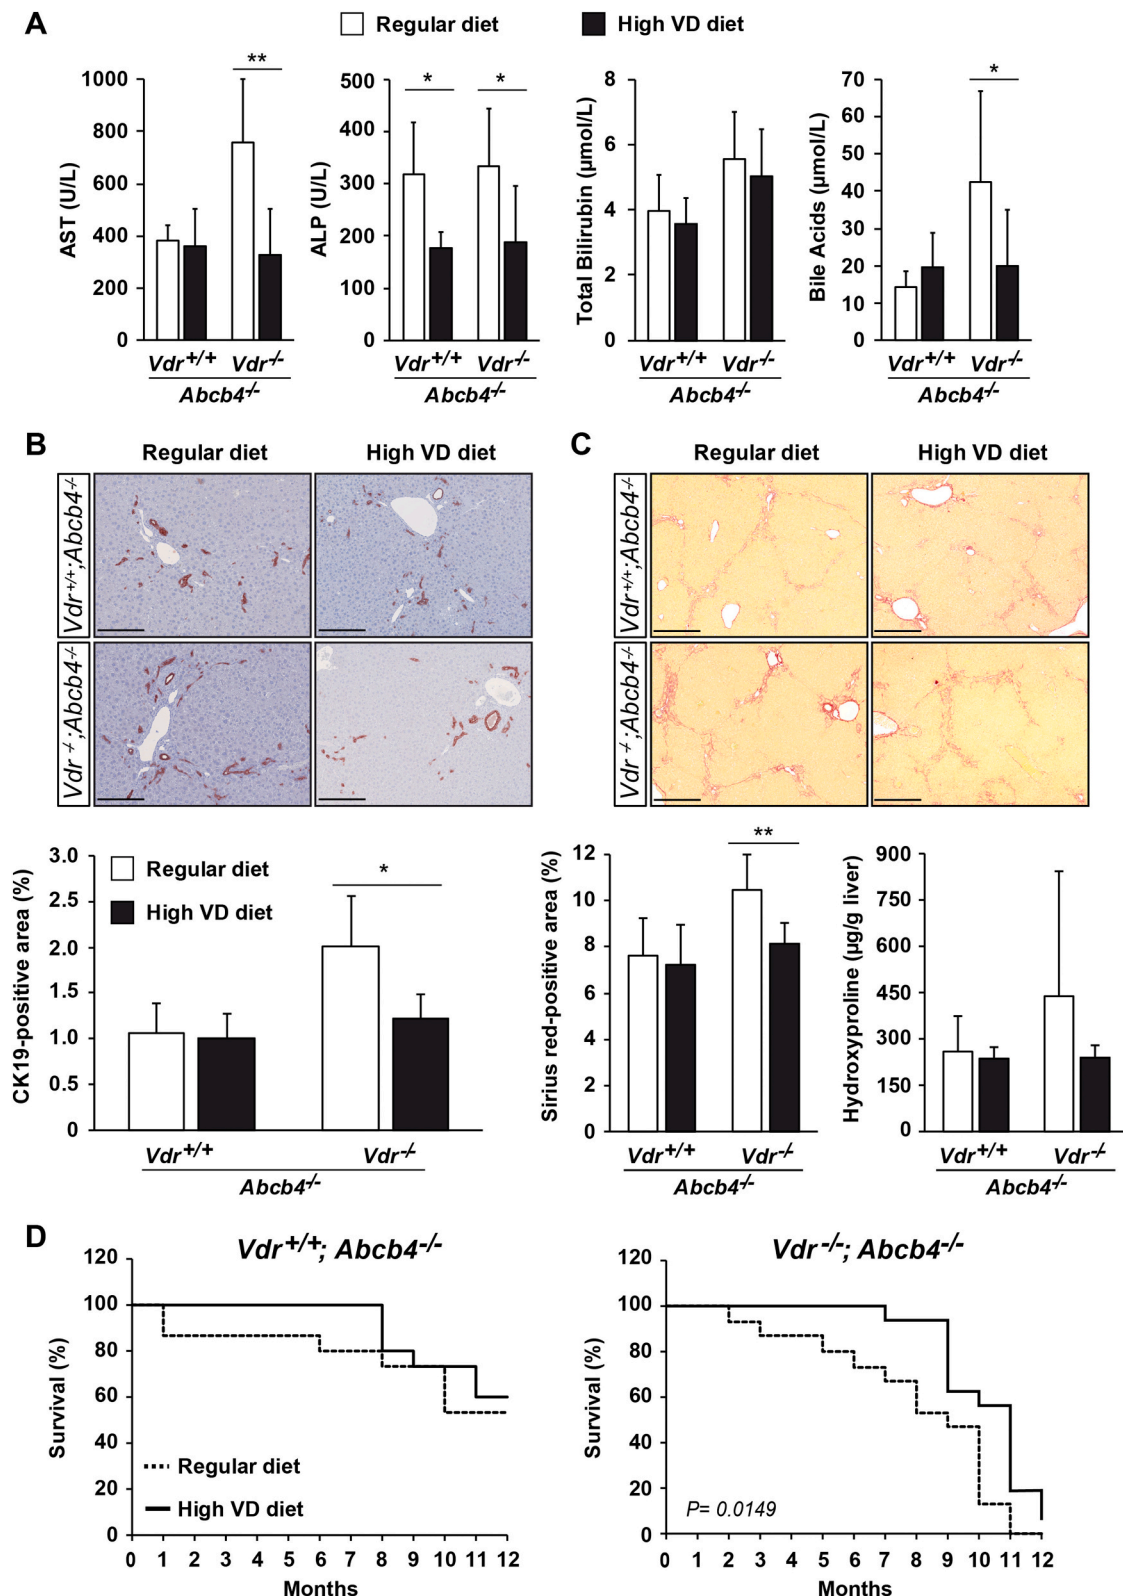 A
Regular diet
High VD diet
AST (U/L)
1000
800
600
400
200
0
**
Vdr+/+ Vdr-/-
Abcb4-/-
ALP (U/L)
500
400
300
200
100
0
* *
Vdr+/+ Vdr-/-
Abcb4-/-
Total Bilirubin (µmol/L)
8
6
4
2
0
Vdr+/+ Vdr-/-
Abcb4-/-
Bile Acids (µmol/L)
70
60
50
40
30
20
10
0
*
Vdr+/+ Vdr-/-
Abcb4-/-
B
Regular diet High VD diet
Vdr+/+;Abcb4-/-
Vdr-/-;Abcb4-/-
CK19-positive area (%)
3.0
2.5
2.0
1.5
1.0
0.5
0
Regular diet
High VD diet
*
Vdr+/+ Vdr-/-
Abcb4-/-
C
Regular diet High VD diet
Vdr+/+;Abcb4-/-
Vdr-/-;Abcb4-/-
Sirius red-positive area (%)
12
10
8
6
4
2
0
**
Vdr+/+ Vdr-/-
Abcb4-/-
Hydroxyproline (µg/g liver)
900
750
600
450
300
150
0
Vdr+/+ Vdr-/-
Abcb4-/-
D
Vdr+/+; Abcb4-/-
Survival (%)
120
100
80
60
40
20
0
Regular diet
High VD diet
0 1 2 3 4 5 6 7 8 9 10 11 12
Months
Vdr-/-; Abcb4-/-
Survival (%)
120
100
80
60
40
20
0
P= 0.0149
0 1 2 3 4 5 6 7 8 9 10 11 12
Months